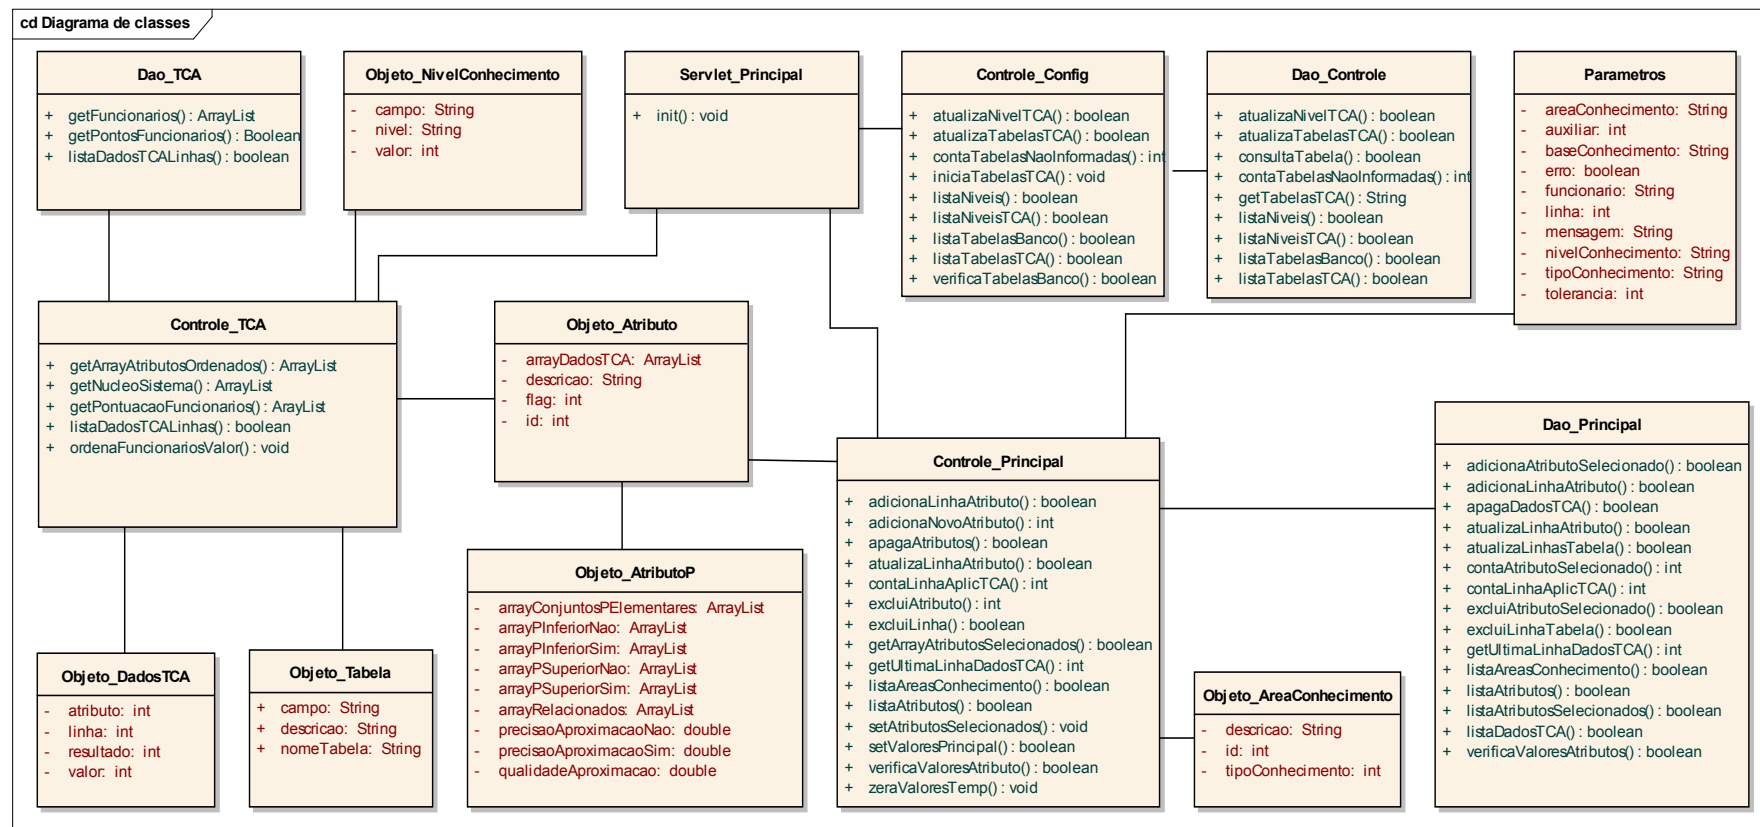 cd Diagrama de classes
Dao_TCA
+ getFuncionarios() : ArrayList
+ getPontosFuncionarios() : Boolean
+ listaDadosTCALinhas() : boolean
Objeto_NivelConhecimento
- campo: String
- nivel: String
- valor: int
Servlet_Principal
+ init() : void
Controle_Config
+ atualizaNivelTCA() : boolean
+ atualizaTabelasTCA() : boolean
+ contaTabelasNaoInformadas() : int
+ iniciaTabelasTCA() : void
+ listaNiveis() : boolean
+ listaNiveisTCA() : boolean
+ listaTabelasBanco() : boolean
+ listaTabelasTCA() : boolean
+ verificaTabelasBanco() : boolean
Dao_Controle
+ atualizaNivelTCA() : boolean
+ atualizaTabelasTCA() : boolean
+ consultaTabela() : boolean
+ contaTabelasNaoInformadas() : int
+ getTabelasTCA() : String
+ listaNiveis() : boolean
+ listaNiveisTCA() : boolean
+ listaTabelasBanco() : boolean
+ listaTabelasTCA() : boolean
Parametros
- areaConhecimento: String
- auxiliar: int
- baseConhecimento: String
- erro: boolean
- funcionario: String
- linha: int
- mensagem: String
- nivelConhecimento: String
- tipoConhecimento: String
- tolerancia: int
Controle_TCA
+ getArrayAtributosOrdenados() : ArrayList
+ getNucleoSistema() : ArrayList
+ getPontuacaoFuncionarios() : ArayList
+ listaDadosTCALinhas() : boolean
+ ordenaFuncionariosValor() : void
Objeto_Atributo
- arrayDadosTCA: ArrayList
- descricao: String
- flag: int
- id: int
Controle_Principal
+ adicionaLinhaAtributo() : boolean
+ adicionaNovoAtributo() : int
+ apagaAtributos() : boolean
+ atualizaLinhaAtributo() : boolean
+ contaLinhaAplicTCA() : int
+ excluiAtributo() : int
+ excluiLinha() : boolean
+ getArrayAtributosSelecionados() : boolean
+ getUltimaLinhaDadosTCA() : int
+ listaAreasConhecimento() : boolean
+ listaAtributos() : boolean
+ setAtributosSelecionados() : void
+ setValoresPrincipal() : boolean
+ verificaValoresAtributo() : boolean
+ zeraValoresTemp() : void
Dao_Principal
+ adicionaAtributoSelecionado() : boolean
+ adicionaLinhaAtributo() : boolean
+ apagaDadosTCA() : boolean
+ atualizaLinhaAtributo() : boolean
+ atualizaLinhasTabela() : boolean
+ contaAtributoSelecionado() : int
+ contaLinhaAplicTCA() : int
+ excluiAtributoSelecionado() : boolean
+ excluiLinhaTabela() : boolean
+ getUltimaLinhaDadosTCA() : int
+ listaAreasConhecimento() : boolean
+ listaAtributos() : boolean
+ listaAtributosSelecionados() : boolean
+ listaDadosTCA() : boolean
+ verificaValoresAtributos() : boolean
Objeto_AtributoP
- arrayConjuntosPElementares: ArrayList
- arrayPInferiorNao: ArrayList
- arrayPInferiorSim: ArrayList
- arrayPSuperiorNao: ArrayList
- arrayPSuperiorSim: ArrayList
- arrayRelacionados: ArrayList
- precisaoAproximacaoNao: double
- precisaoAproximacaoSim: double
- qualidadeAproximacao: double
Objeto_DadosTCA
- atributo: int
- linha: int
- resultado: int
- valor: int
Objeto_Tabela
+ campo: String
+ descricao: String
+ nomeTabela: String
Objeto_AreaConhecimento
- descricao: String
- id: int
- tipoConhecimento: int